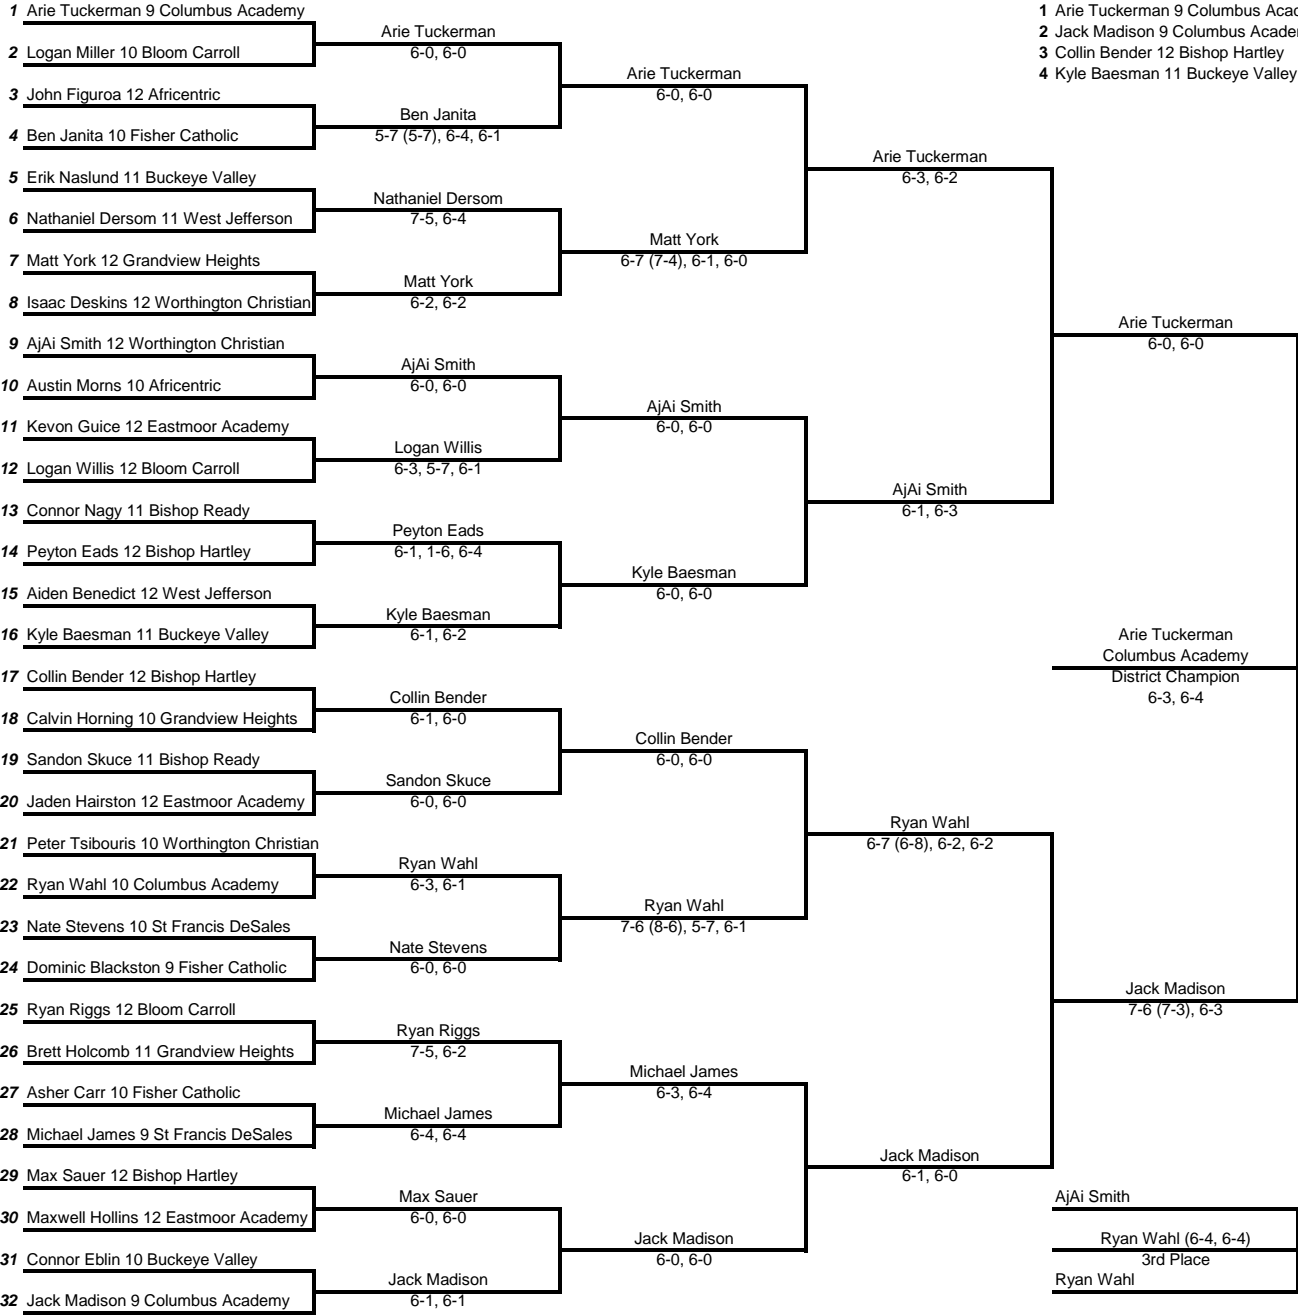 1 Arie Tuckerman 9 Columbus Academy
2 Logan Miller 10 Bloom Carroll
3 John Figuroa 12 Africentric
4 Ben Janita 10 Fisher Catholic
5 Erik Naslund 11 Buckeye Valley
6 Nathaniel Dersom 11 West Jefferson
7 Matt York 12 Grandview Heights
8 Isaac Deskins 12 Worthington Christian
9 AjAi Smith 12 Worthington Christian
10 Austin Morns 10 Africentric
11 Kevon Guice 12 Eastmoor Academy
12 Logan Willis 12 Bloom Carroll
13 Connor Nagy 11 Bishop Ready
14 Peyton Eads 12 Bishop Hartley
15 Aiden Benedict 12 West Jefferson
16 Kyle Baesman 11 Buckeye Valley
17 Collin Bender 12 Bishop Hartley
18 Calvin Horning 10 Grandview Heights
19 Sandon Skuce 11 Bishop Ready
20 Jaden Hairston 12 Eastmoor Academy
21 Peter Tsibouris 10 Worthington Christian
22 Ryan Wahl 10 Columbus Academy
23 Nate Stevens 10 St Francis DeSales
24 Dominic Blackston 9 Fisher Catholic
25 Ryan Riggs 12 Bloom Carroll
26 Brett Holcomb 11 Grandview Heights
27 Asher Carr 10 Fisher Catholic
28 Michael James 9 St Francis DeSales
29 Max Sauer 12 Bishop Hartley
30 Maxwell Hollins 12 Eastmoor Academy
31 Connor Eblin 10 Buckeye Valley
32 Jack Madison 9 Columbus Academy
Arie Tuckerman
6-0, 6-0
Ben Janita
5-7 (5-7), 6-4, 6-1
Nathaniel Dersom
7-5, 6-4
Matt York
6-2, 6-2
AjAi Smith
6-0, 6-0
Logan Willis
6-3, 5-7, 6-1
Peyton Eads
6-1, 1-6, 6-4
Kyle Baesman
6-1, 6-2
Collin Bender
6-1, 6-0
Sandon Skuce
6-0, 6-0
Ryan Wahl
6-3, 6-1
Nate Stevens
6-0, 6-0
Ryan Riggs
7-5, 6-2
Michael James
6-4, 6-4
Max Sauer
6-0, 6-0
Jack Madison
6-1, 6-1
Arie Tuckerman
6-0, 6-0
Matt York
6-7 (7-4), 6-1, 6-0
AjAi Smith
6-0, 6-0
Kyle Baesman
6-0, 6-0
Collin Bender
6-0, 6-0
Ryan Wahl
7-6 (8-6), 5-7, 6-1
Michael James
6-3, 6-4
Jack Madison
6-0, 6-0
Arie Tuckerman
6-3, 6-2
AjAi Smith
6-1, 6-3
Ryan Wahl
6-7 (6-8), 6-2, 6-2
Jack Madison
6-1, 6-0
1 Arie Tuckerman 9 Columbus
2 Jack Madison 9 Columbus
3 Collin Bender 12 Bishop Hartley
4 Kyle Baesman 11 Buckeye Valley
Arie Tuckerman
6-0, 6-0
Arie Tuckerman
Columbus Academy
District Champion
6-3, 6-4
Jack Madison
7-6 (7-3), 6-3
AjAi Smith
Ryan Wahl (6-4, 6-4)
3rd Place
Ryan Wahl